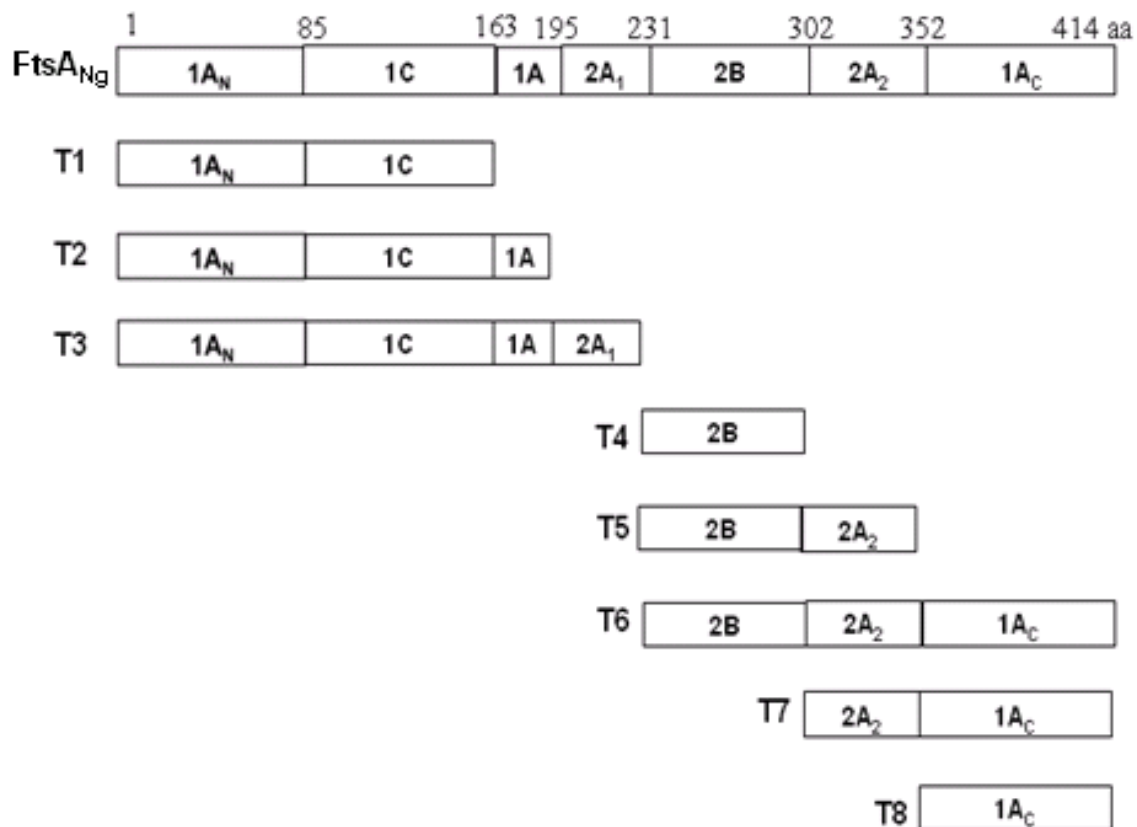 1 85 163 195 231 302 352 414 aa
FtsA_Ng 1A_N 1C 1A 2A_1 2B 2A_2 1A_C
T1 1A_N 1C
T2 1A_N 1C 1A
T3 1A_N 1C 1A 2A_1
T4 2B
T5 2B 2A_2
T6 2B 2A_2 1A_C
T7 2A_2 1A_C
T8 1A_C